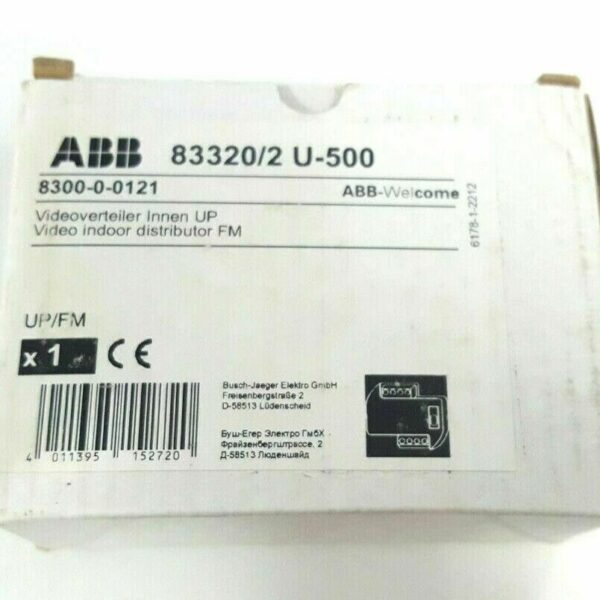 ABB 83320/2 U-500
8300-0-0121 ABB-Welcome
Videoverteiler Innen UP
Video indoor distributor FM
6178-1-2212
UP/FM
x 1 CE
Busch-Jaeger Elektro GmbH
Freisenbergstraße 2
D-58513 Lüdenscheid
Буш-Егер Электро ГмбХ
Фрайзенбергштрассе, 2
Д-58513 Люденшайд
4 011395 152720